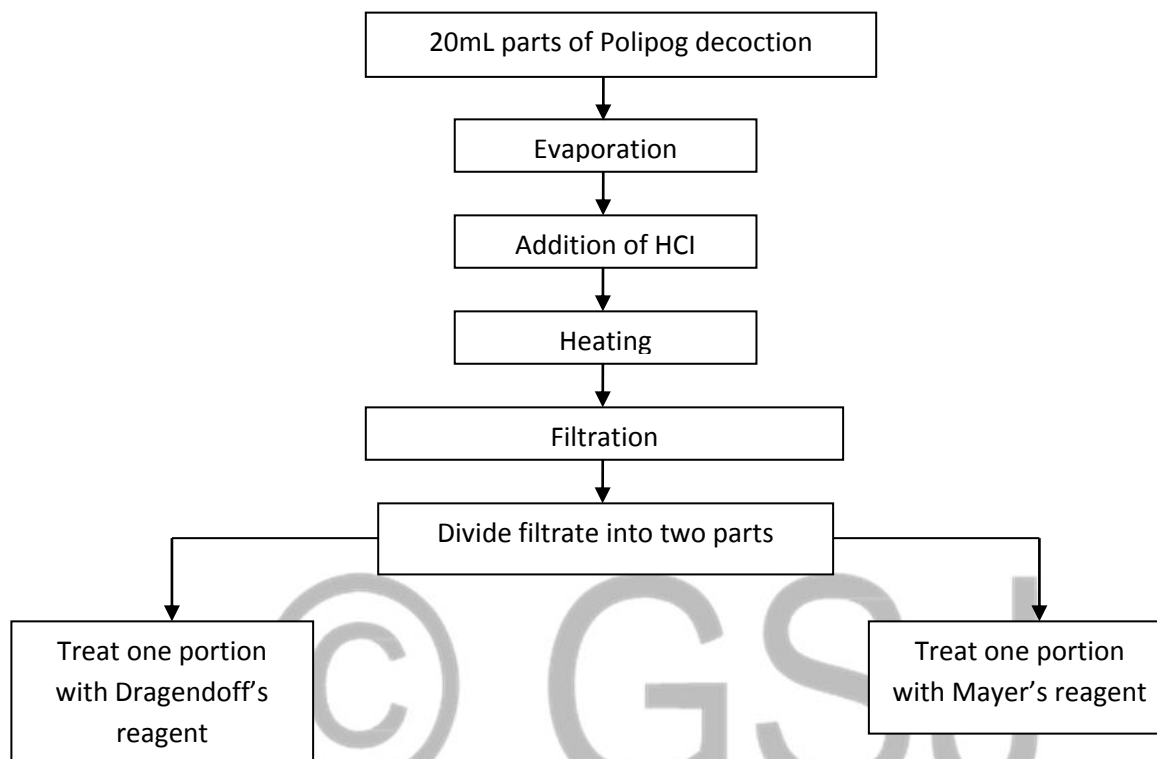 20mL parts of Polipog decoction
Evaporation
Addition of HCI
Heating
Filtration
Divide filtrate into two parts
Treat one portion
with Dragendoff's
reagent
Treat one portion
with Mayer's reagent
© GSJ